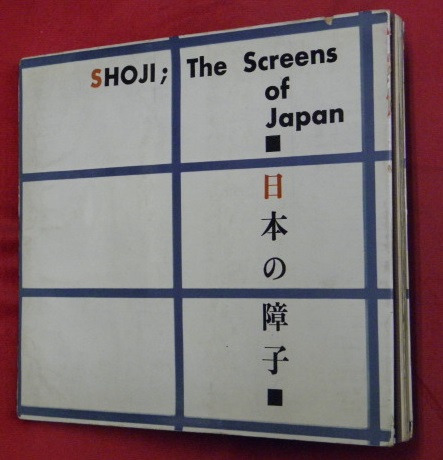 SHOJI; The Screens
of
Japan
日本の障子